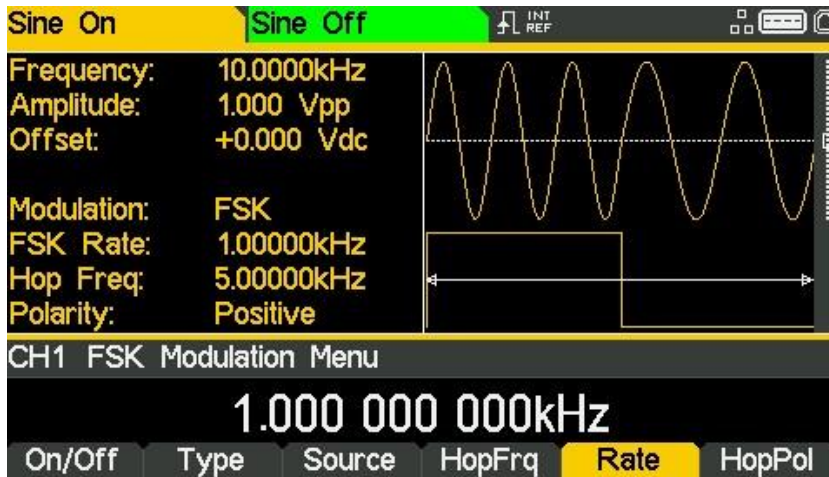 Sine On Sine Off INT REF
Frequency: 10.0000kHz
Amplitude: 1.000 Vpp
Offset: +0.000 Vdc
Modulation: FSK
FSK Rate: 1.00000kHz
Hop Freq: 5.00000kHz
Polarity: Positive
CH1 FSK Modulation Menu
1.000 000 000kHz
On/Off Type Source HopFrq Rate HopPol